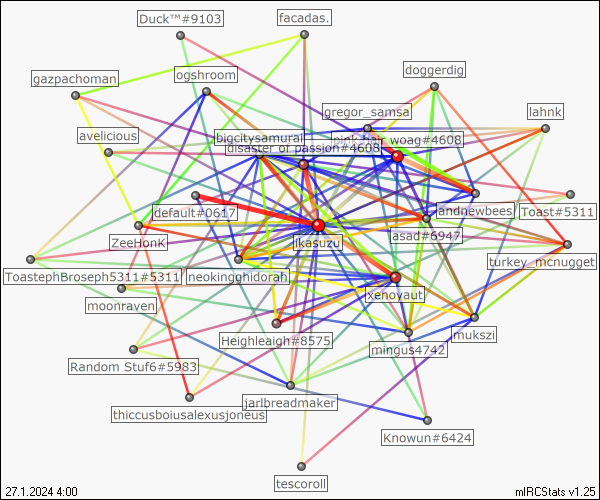 Duck™#9103
facadas.
gazpachoman
ogshroom
doggerdig
gregor_samsa
lahnk
avelicious
bigcitysamurai
pink hair woag#4608
disaster of passion#4608
default#0617
andnewbees
Toast#5311
ZeeHonK
ikasuzu
asad#6947
turkey_mcnugget
ToastephBroseph5311#5311
neokingghidorah
xenoyaut
moonraven
Heighleaigh#8575
mukszi
mingus4742
Random Stuf6#5983
thiccusboiusalexusjoneus
jarlbreadmaker
Knowun#6424
tescoroll
27.1.2024 4:00
mIRCStats v1.25